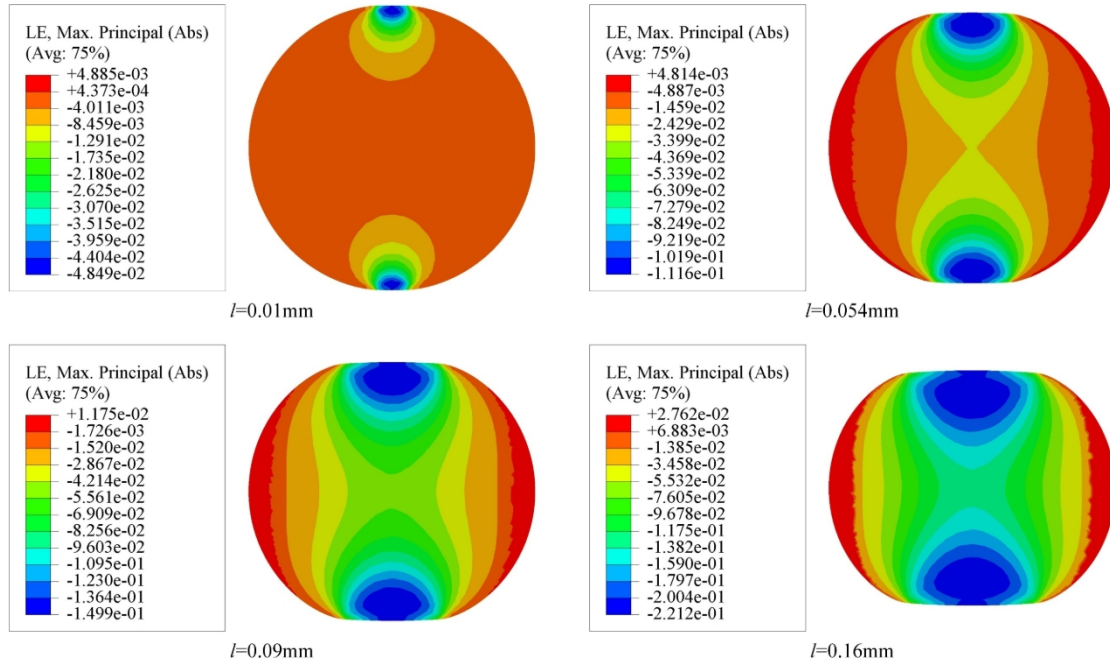 LE, Max. Principal (Abs)
(Avg: 75%)
+4.885e-03
+4.373e-04
-4.011e-03
-8.459e-03
-1.291e-02
-1.735e-02
-2.180e-02
-2.625e-02
-3.070e-02
-3.515e-02
-3.959e-02
-4.404e-02
-4.849e-02
l=0.01mm
LE, Max. Principal (Abs)
(Avg: 75%)
+4.814e-03
-4.887e-03
-1.459e-02
-2.429e-02
-3.399e-02
-4.369e-02
-5.339e-02
-6.309e-02
-7.279e-02
-8.249e-02
-9.219e-02
-1.019e-01
-1.116e-01
l=0.054mm
LE, Max. Principal (Abs)
(Avg: 75%)
+1.175e-02
-1.726e-03
-1.520e-02
-2.867e-02
-4.214e-02
-5.561e-02
-6.909e-02
-8.256e-02
-9.603e-02
-1.095e-01
-1.230e-01
-1.364e-01
-1.499e-01
l=0.09mm
LE, Max. Principal (Abs)
(Avg: 75%)
+2.762e-02
+6.883e-03
-1.385e-02
-3.458e-02
-5.532e-02
-7.605e-02
-9.678e-02
-1.175e-01
-1.382e-01
-1.590e-01
-1.797e-01
-2.004e-01
-2.212e-01
l=0.16mm